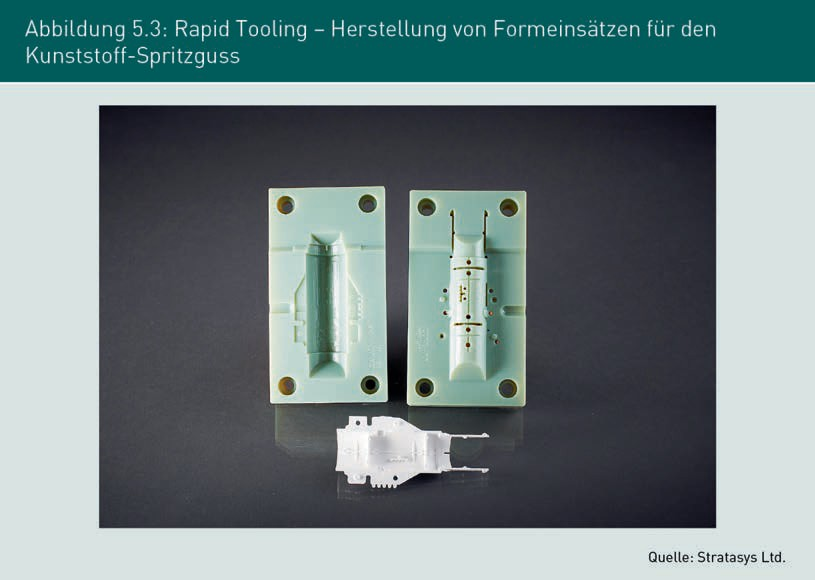 Abbildung 5.3: Rapid Tooling – Herstellung von Formeinsätzen für den
Kunststoff-Spritzguss
Quelle: Stratasys Ltd.